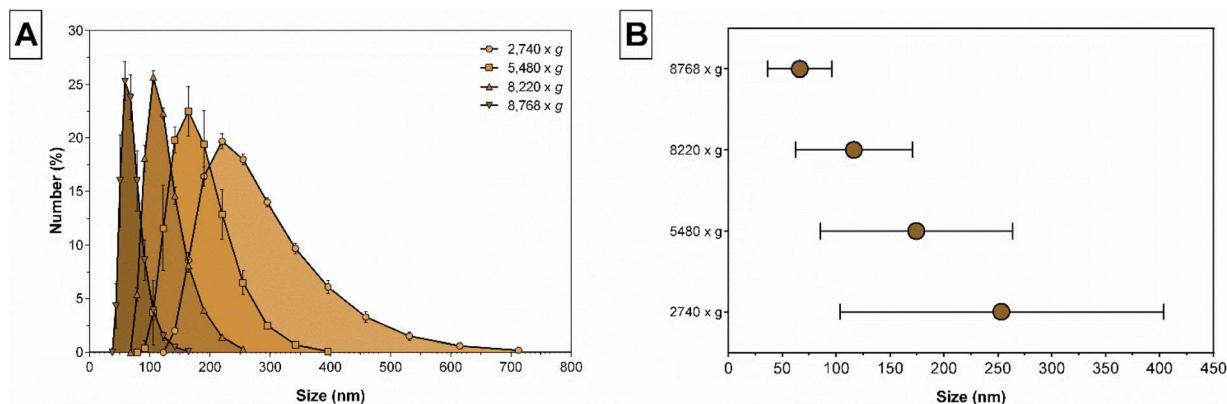 A
30
25
20
15
10
5
0
Number (%)
2,740 x g
5,480 x g
8,220 x g
8,768 x g
0 100 200 300 400 500 600 700 800
Size (nm)
B
8768 x g
8220 x g
5480 x g
2740 x g
0 50 100 150 200 250 300 350 400 450
Size (nm)